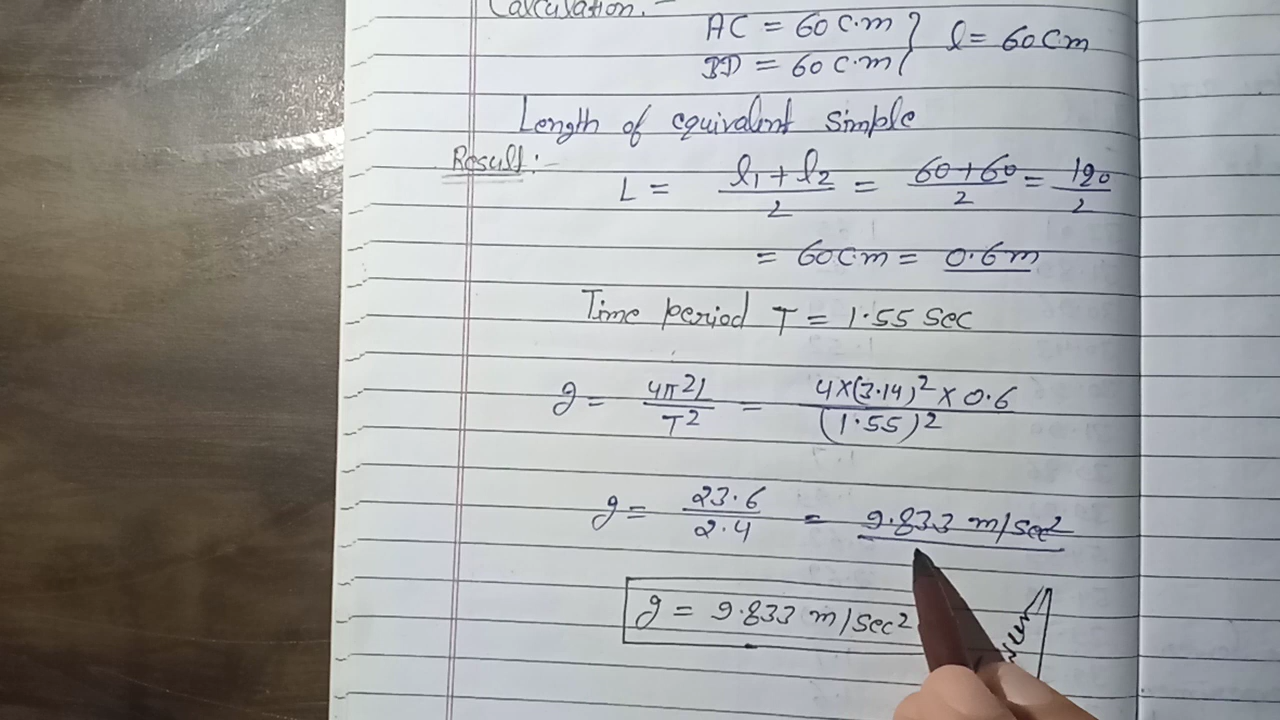 Calculation:-
AC = 60 c.m
BD = 60 c.m } l = 60 cm
Length of equivalent simple
Result:-
L = l1 + l2 / 2 = 60+60 / 2 = 120 / 2
= 60 cm = 0.6 m
Time period T = 1.55 sec
g = 4π²l / T² = 4×(3.14)² × 0.6 / (1.55)²
g = 23.6 / 2.4 = 9.833 m/sec²
g = 9.833 m/sec²